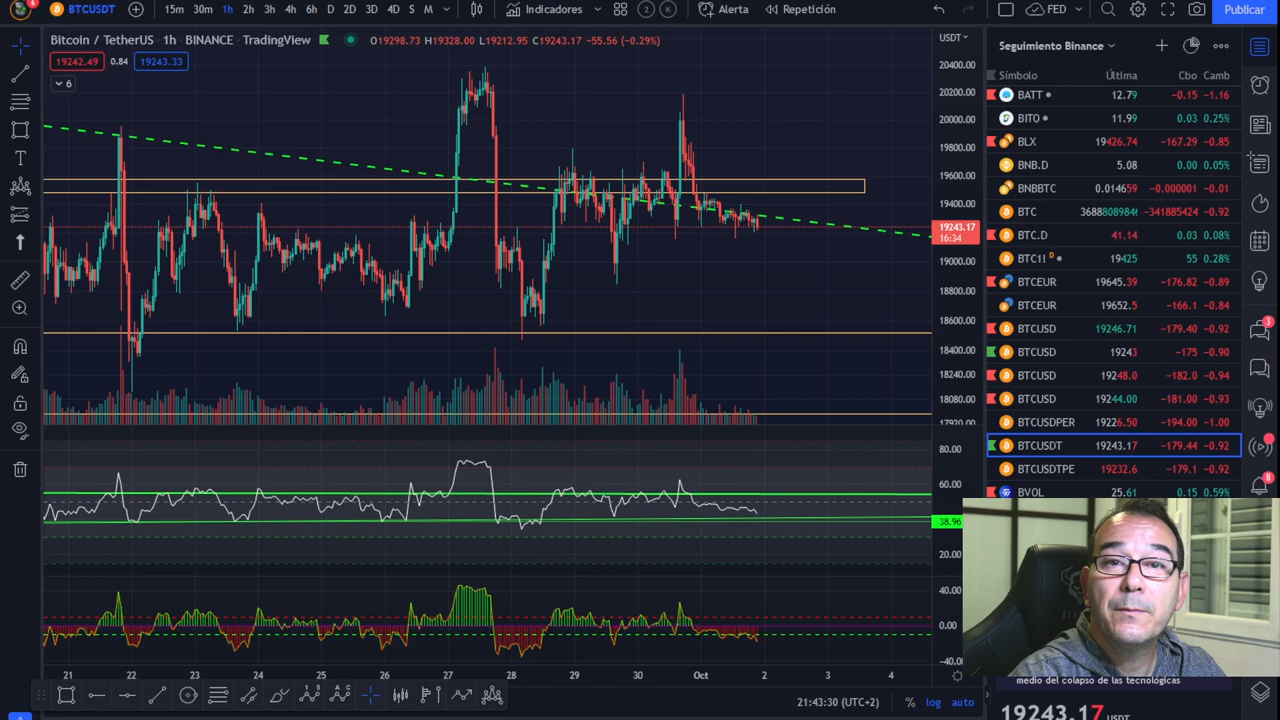 6
BTCUSDT
15m 30m 1h 2h 3h 4h 6h D 2D 3D 4D S M
Indicadores
2 K
Alerta
Repetición
FED
Publicar
Bitcoin / TetherUS · 1h · BINANCE · TradingView
O19298.73 H19328.00 L19212.95 C19243.17 -55.56 (-0.29%)
USDT
19242.49 0.84 19243.33
6
20400.00
20200.00
20000.00
19800.00
19600.00
19400.00
19243.17
16:34
19000.00
18800.00
18600.00
18400.00
18240.00
18080.00
17920.00
80.00
60.00
38.96
20.00
40.00
0.00
-40.00
21 22 23 24 25 26 27 28 29 30 Oct 2 3 4
21:43:30 (UTC+2)
% log auto
Seguimiento Binance
Símbolo Última Cbo Camb
BATT 12.79 -0.15 -1.16
BITO 11.99 0.03 0.25%
BLX 19426.74 -167.29 -0.85
BNB.D 5.08 0.00 0.05%
BNBBTC 0.014659 -0.000001 -0.01
BTC 3688808984 -341885424 -0.92
BTC.D 41.14 0.03 0.08%
BTC1! D 19425 55 0.28%
BTCEUR 19645.39 -176.82 -0.89
BTCEUR 19652.5 -166.1 -0.84
BTCUSD 19246.71 -179.40 -0.92
BTCUSD 19243 -175 -0.90
BTCUSD 19248.0 -182.0 -0.94
BTCUSD 19244.00 -181.00 -0.93
BTCUSDPER 19226.50 -194.00 -1.00
BTCUSDT 19243.17 -179.44 -0.92
BTCUSDTPE 19232.6 -179.1 -0.92
BVOL 25.61 0.15 0.59%
medio del colapso de las tecnológicas
19243.17 USDT
3
8